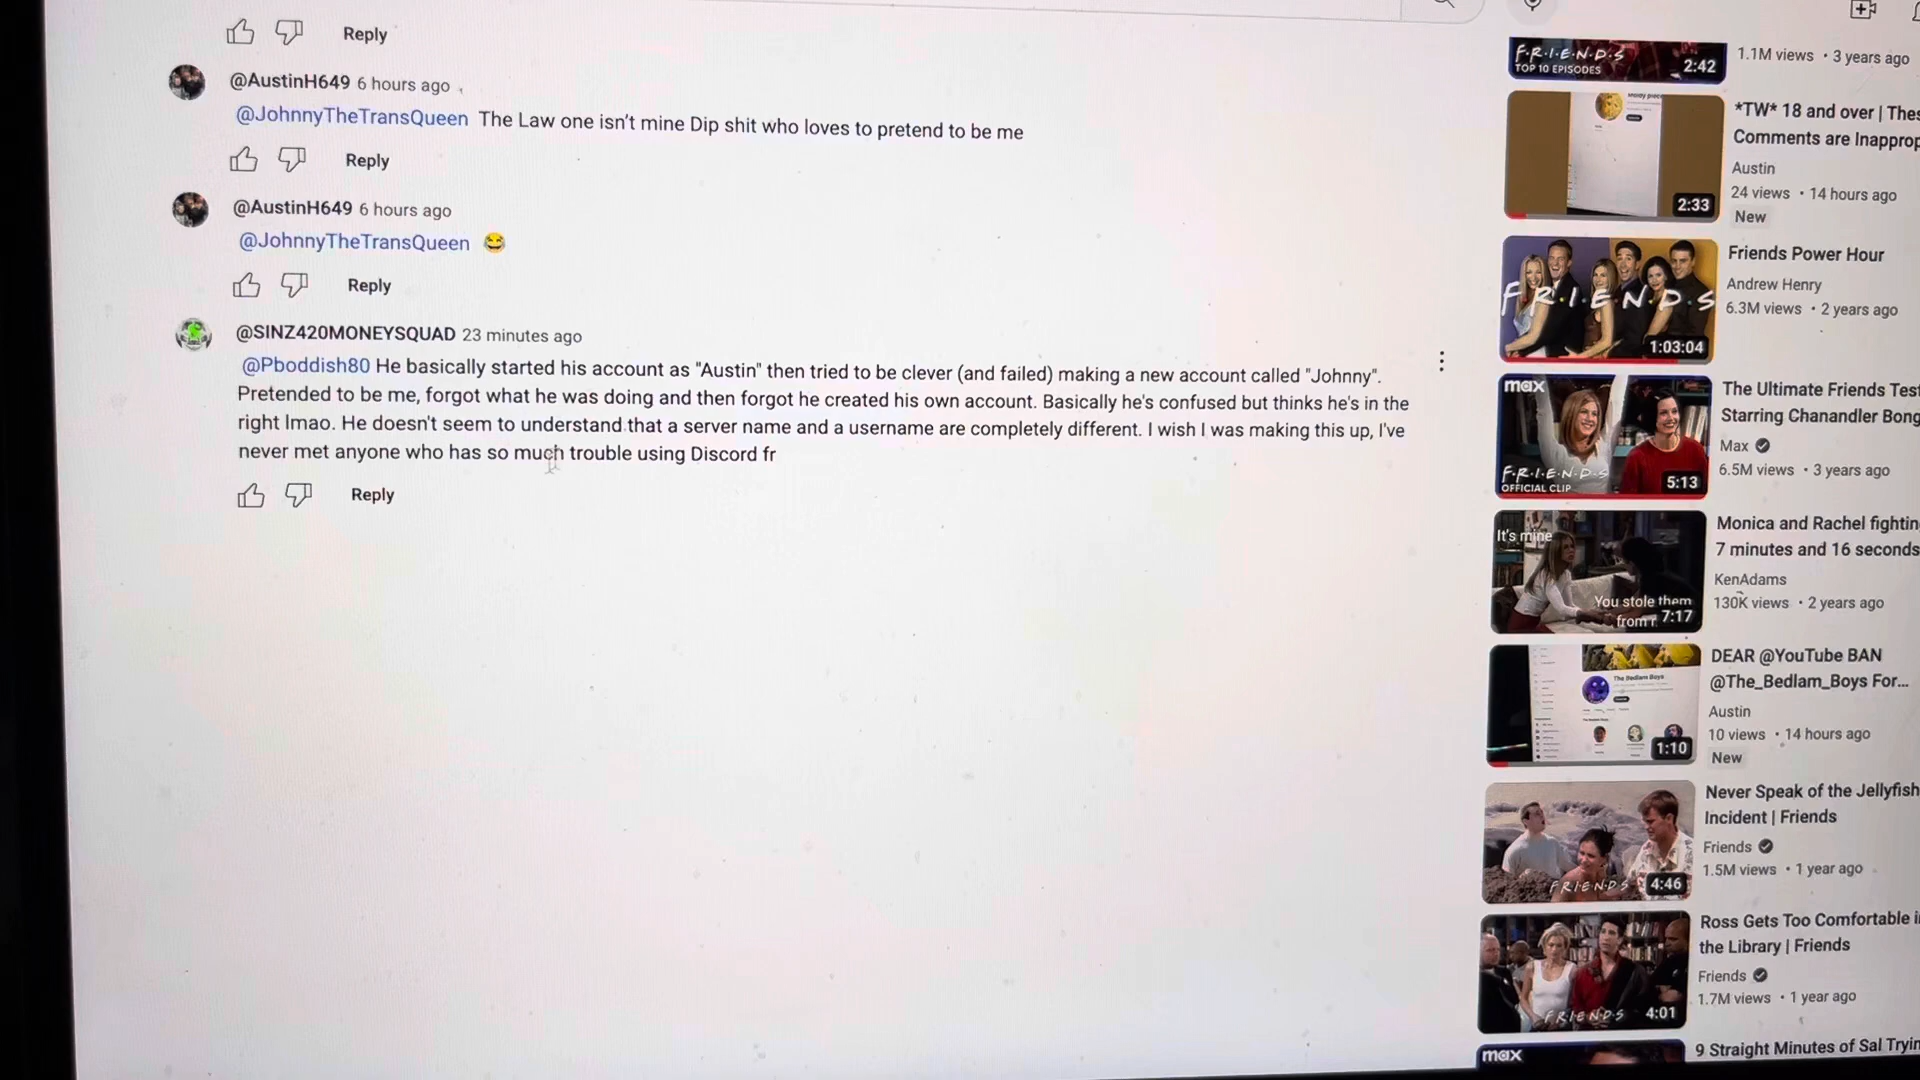 Reply
@AustinH649 6 hours ago
@JohnnyTheTransQueen The Law one isn't mine Dip shit who loves to pretend to be me
Reply
@AustinH649 6 hours ago
@JohnnyTheTransQueen 😂
Reply
@SINZ420MONEYSQUAD 23 minutes ago
@Pboddish80 He basically started his account as "Austin" then tried to be clever (and failed) making a new account called "Johnny".
Pretended to be me, forgot what he was doing and then forgot he created his own account. Basically he's confused but thinks he's in the
right lmao. He doesn't seem to understand that a server name and a username are completely different. I wish I was making this up, I've
never met anyone who has so much trouble using Discord fr
Reply
F·R·I·E·N·D·S
TOP 10 EPISODES
2:42
1.1M views • 3 years ago
2:33
*TW* 18 and over | Thes
Comments are Inapprop
Austin
24 views • 14 hours ago
New
F·R·I·E·N·D·S
1:03:04
Friends Power Hour
Andrew Henry
6.3M views • 2 years ago
max
F·R·I·E·N·D·S
OFFICIAL CLIP
5:13
The Ultimate Friends Test
Starring Chanandler Bong
Max
6.5M views • 3 years ago
It's mine
You stole them
from
7:17
Monica and Rachel fightin
7 minutes and 16 seconds
KenAdams
130K views • 2 years ago
The Bedlam Boys
1:10
DEAR @YouTube BAN
@The_Bedlam_Boys For...
Austin
10 views • 14 hours ago
New
F·R·I·E·N·D·S
4:46
Never Speak of the Jellyfish
Incident | Friends
Friends
1.5M views • 1 year ago
F·R·I·E·N·D·S
4:01
Ross Gets Too Comfortable i
the Library | Friends
Friends
1.7M views • 1 year ago
max
9 Straight Minutes of Sal Tryin